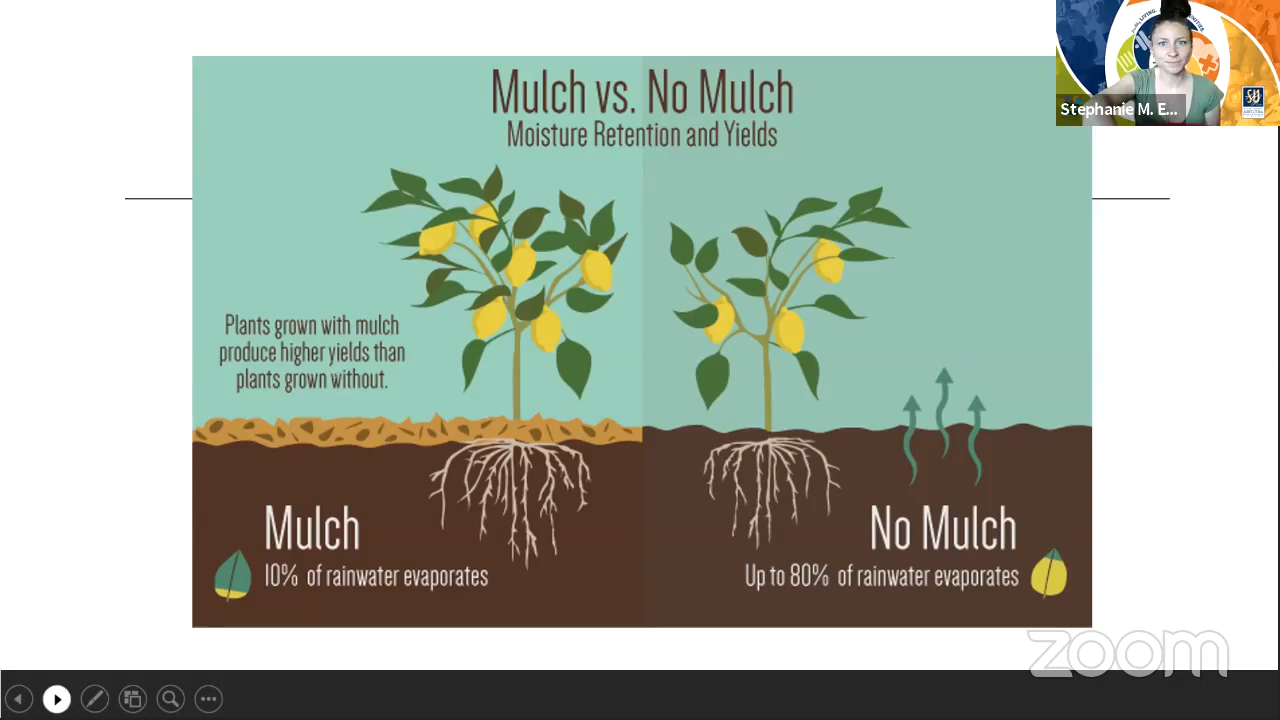 Mulch vs. No Mulch
Moisture Retention and Yields
Stephanie M. E...
Plants grown with mulch
produce higher yields than
plants grown without.
Mulch
10% of rainwater evaporates
No Mulch
Up to 80% of rainwater evaporates
zoom